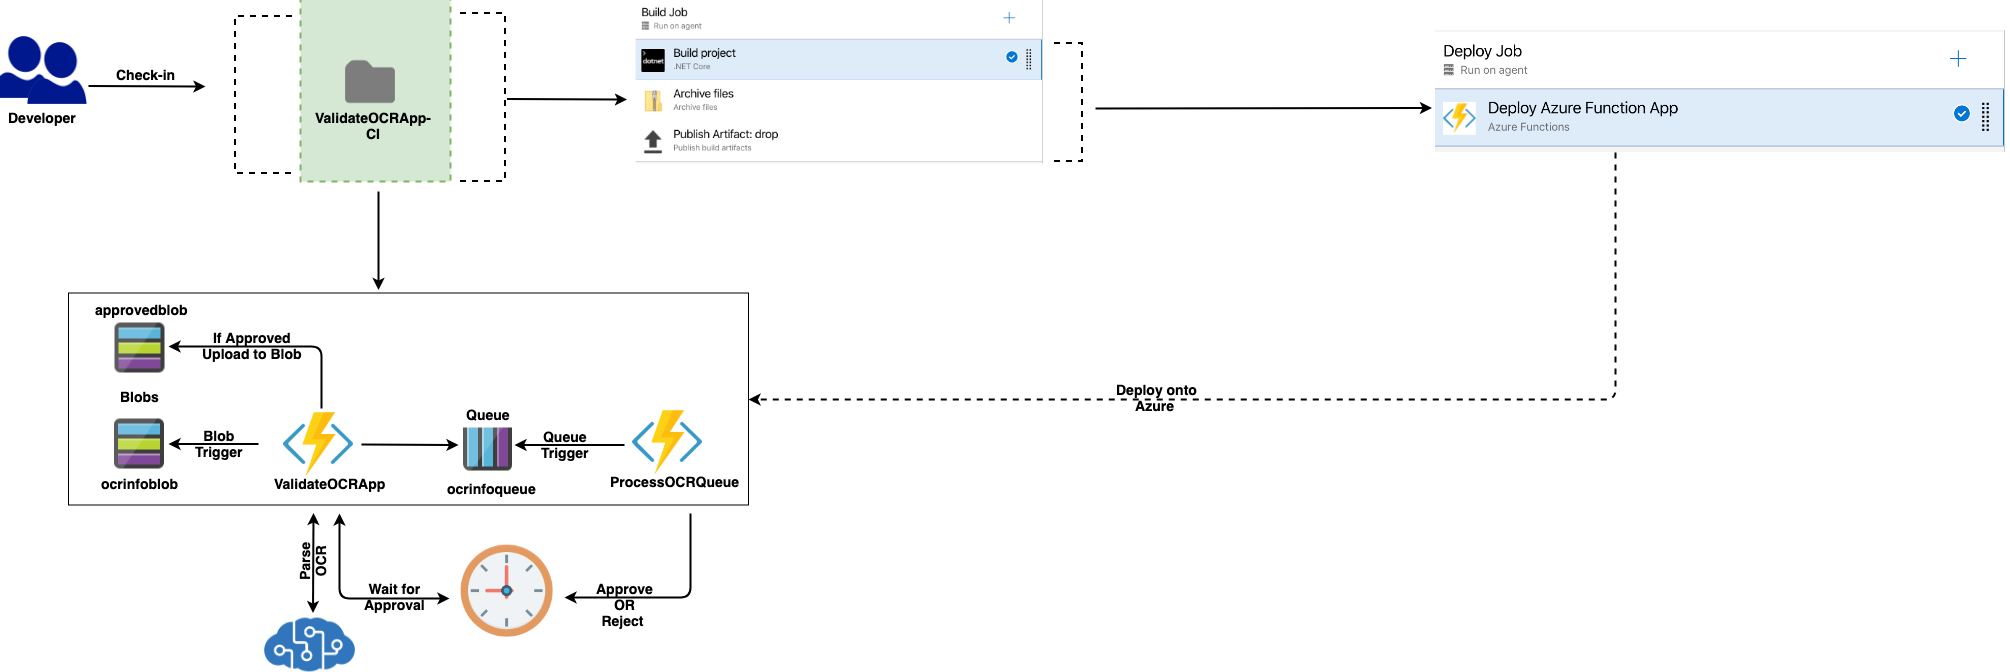 Developer
Check-in
ValidateOCRApp-
CI
Build Job
Run on agent
dotnet
Build project
.NET Core
Archive files
Archive files
Publish Artifact: drop
Publish build artifacts
Deploy Job
Run on agent
Deploy Azure Function App
Azure Functions
Deploy onto
Azure
approvedblob
If Approved
Upload to Blob
Blobs
Blob
Trigger
ocrinfoblob
ValidateOCRApp
Queue
ocrinfoqueue
Queue
Trigger
ProcessOCRQueue
Parse
OCR
Wait for
Approval
Approve
OR
Reject